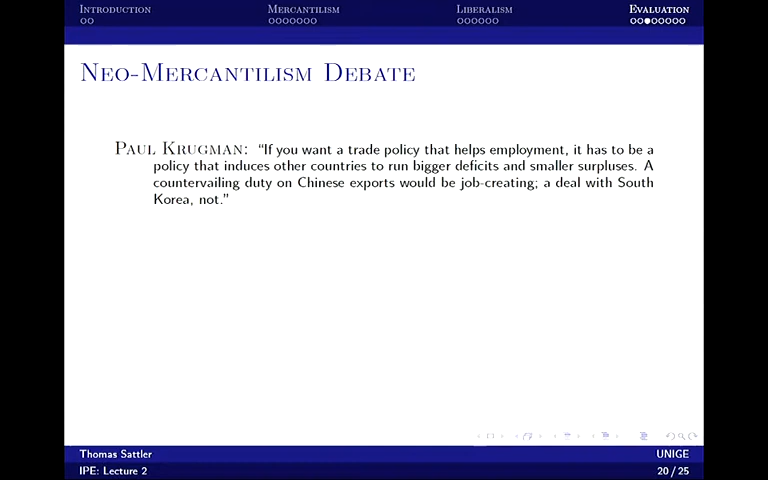 Introduction Mercantilism Liberalism Evaluation
Neo-Mercantilism Debate
Paul Krugman: “If you want a trade policy that helps employment, it has to be a
policy that induces other countries to run bigger deficits and smaller surpluses. A
countervailing duty on Chinese exports would be job-creating; a deal with South
Korea, not.”
Thomas Sattler UNIGE
IPE: Lecture 2 20 / 25